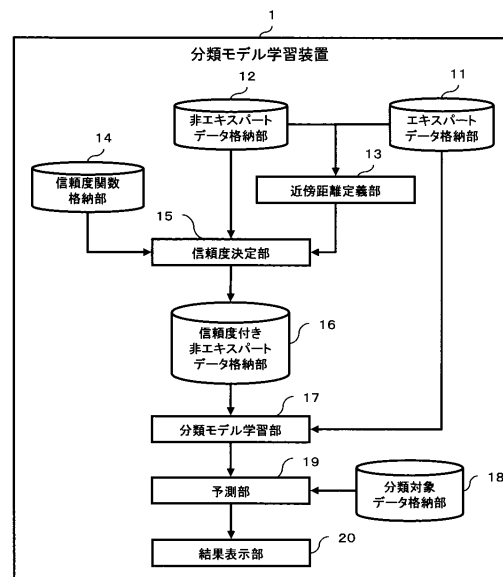 1
分類モデル学習装置
12
非エキスパート
データ格納部
11
エキスパート
データ格納部
14
信頼度関数
格納部
13
近傍距離定義部
15
信頼度決定部
16
信頼度付き
非エキスパート
データ格納部
17
分類モデル学習部
19
予測部
18
分類対象
データ格納部
20
結果表示部